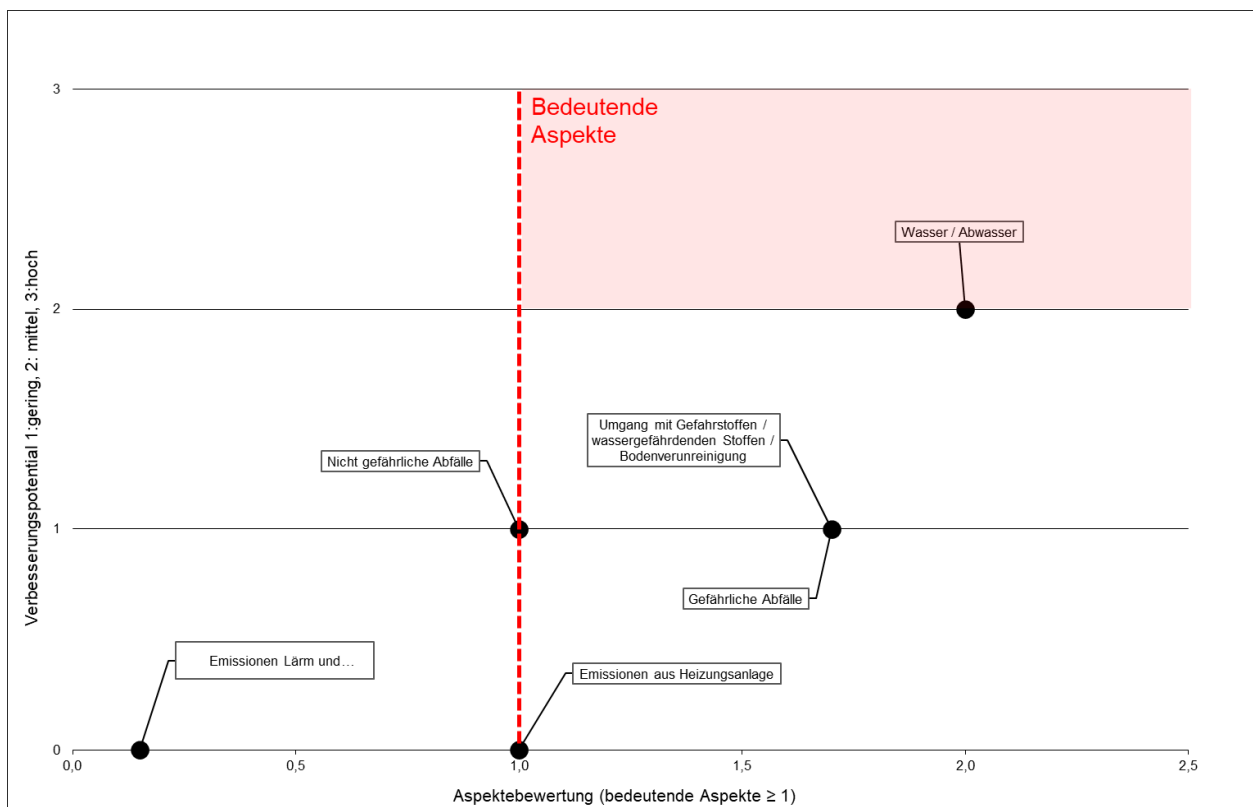 3
Bedeutende
Aspekte
Wasser / Abwasser
2
Umgang mit Gefahrstoffen /
wassergefährdenden Stoffen /
Bodenverunreinigung
Nicht gefährliche Abfälle
1
Gefährliche Abfälle
Emissionen Lärm und…
Emissionen aus Heizungsanlage
0
0,0
0,5
1,0
1,5
2,0
2,5
Aspektebewertung (bedeutende Aspekte ≥ 1)
Verbesserungspotential 1:gering, 2: mittel, 3:hoch